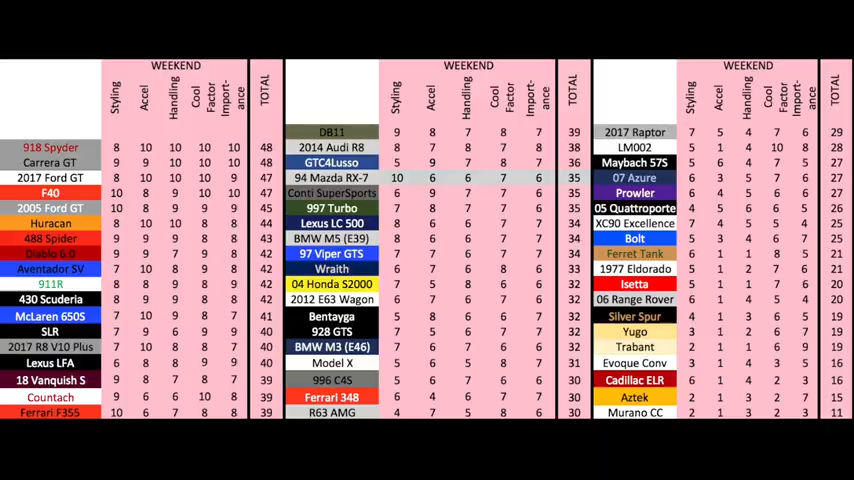 WEEKEND
Styling Accel Handling Cool Factor Import-ance TOTAL
918 Spyder 8 10 10 10 10 48
Carrera GT 9 9 10 10 10 48
2017 Ford GT 8 10 10 10 9 47
F40 10 8 9 10 10 47
2005 Ford GT 10 8 9 9 9 45
Huracan 8 10 10 8 8 44
488 Spider 9 9 9 8 8 43
Diablo 6.0 9 9 7 9 8 42
Aventador SV 7 10 8 9 8 42
911R 8 8 9 8 9 42
430 Scuderia 8 9 9 8 8 42
McLaren 650S 7 10 9 8 7 41
SLR 7 9 6 9 9 40
2017 R8 V10 Plus 7 10 8 8 7 40
Lexus LFA 6 8 8 9 9 40
18 Vanquish S 9 8 7 8 7 39
Countach 9 6 6 10 8 39
Ferrari F355 10 6 7 8 8 39
WEEKEND
Styling Accel Handling Cool Factor Import-ance TOTAL
DB11 9 8 7 8 7 39
2014 Audi R8 8 7 8 7 8 38
GTC4Lusso 5 9 7 8 7 36
94 Mazda RX-7 10 6 6 7 6 35
Conti SuperSports 6 9 7 7 6 35
997 Turbo 7 8 7 7 6 35
Lexus LC 500 8 6 6 7 7 34
BMW M5 (E39) 8 6 6 7 7 34
97 Viper GTS 7 7 6 8 6 34
Wraith 6 7 6 8 6 33
04 Honda S2000 7 5 8 6 6 32
2012 E63 Wagon 6 7 6 7 6 32
Bentayga 5 8 6 6 7 32
928 GTS 7 5 6 7 7 32
BMW M3 (E46) 6 6 7 6 7 32
Model X 5 6 5 7 8 31
996 C4S 5 6 7 6 6 30
Ferrari 348 6 4 6 7 7 30
R63 AMG 4 7 5 8 6 30
WEEKEND
Styling Accel Handling Cool Factor Import-ance TOTAL
2017 Raptor 7 5 4 7 6 29
LM002 5 1 4 10 8 28
Maybach 57S 5 6 4 7 5 27
07 Azure 6 3 5 7 6 27
Prowler 6 4 5 6 6 27
05 Quattroporte 4 5 6 6 5 26
XC90 Excellence 7 4 5 4 5 25
Bolt 5 3 4 6 7 25
Ferret Tank 6 1 1 8 5 21
1977 Eldorado 5 1 2 7 6 21
Isetta 6 1 1 6 6 20
06 Range Rover 5 3 3 5 4 20
Silver Spur 4 1 3 6 5 19
Yugo 3 1 2 6 7 19
Trabant 2 1 1 6 9 19
Evoque Conv 5 3 4 1 3 16
Cadillac ELR 6 1 4 2 3 16
Aztek 2 1 3 2 7 15
Murano CC 2 1 3 2 3 11